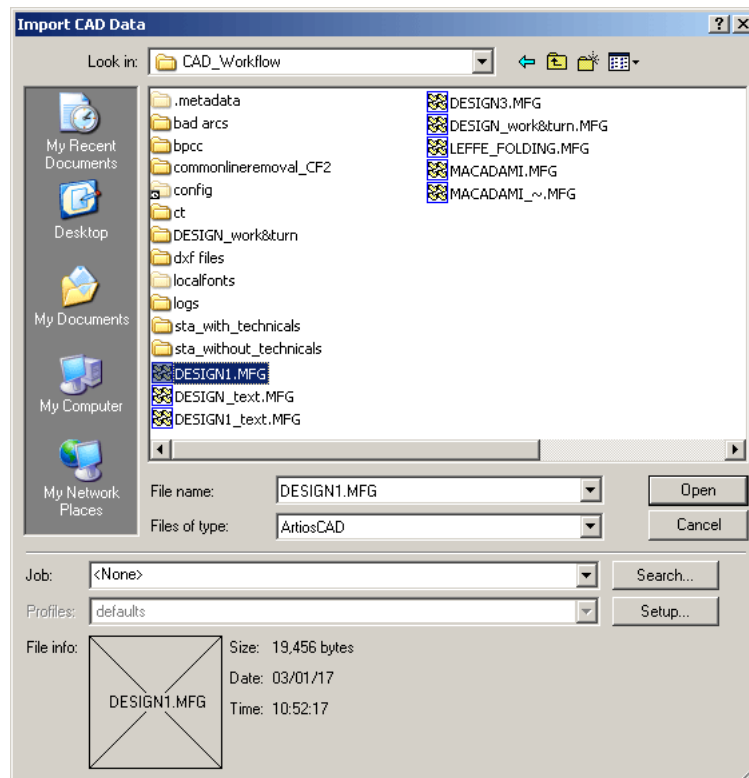 Import CAD Data
Look in: CAD_Workflow
My Recent Documents
Desktop
My Documents
My Computer
My Network Places
.metadata
bad arcs
bpcc
commonlineremoval_CF2
config
ct
DESIGN_work&turn
dxf files
localfonts
logs
sta_with_technicals
sta_without_technicals
DESIGN1.MFG
DESIGN_text.MFG
DESIGN1_text.MFG
DESIGN3.MFG
DESIGN_work&turn.MFG
LEFFE_FOLDING.MFG
MACADAMI.MFG
MACADAMI_~.MFG
File name: DESIGN1.MFG Open
Files of type: ArtiosCAD Cancel
Job: <None> Search...
Profiles: defaults Setup...
File info: DESIGN1.MFG
Size: 19,456 bytes
Date: 03/01/17
Time: 10:52:17